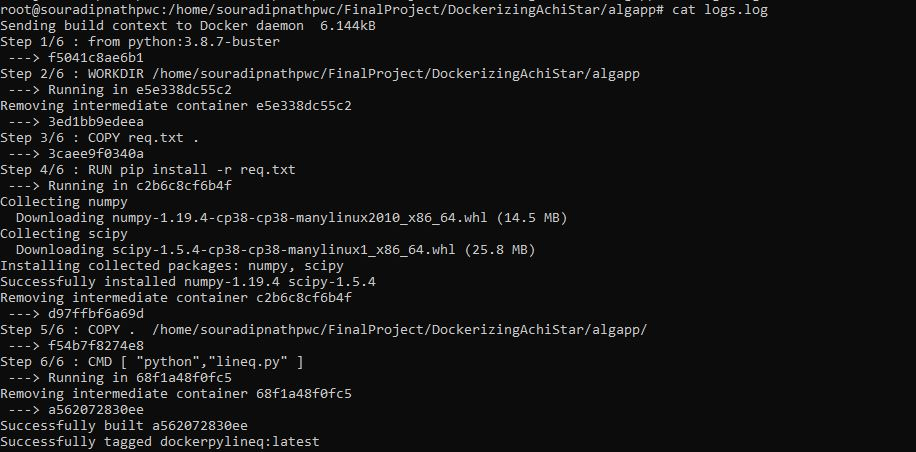 root@souradipnathpwc:/home/souradipnathpwc/FinalProject/DockerizingAchiStar/algapp# cat logs.log
Sending build context to Docker daemon  6.144kB
Step 1/6 : from python:3.8.7-buster
 ---> f5041c8ae6b1
Step 2/6 : WORKDIR /home/souradipnathpwc/FinalProject/DockerizingAchiStar/algapp
 ---> Running in e5e338dc55c2
Removing intermediate container e5e338dc55c2
 ---> 3ed1bb9edeea
Step 3/6 : COPY req.txt .
 ---> 3caee9f0340a
Step 4/6 : RUN pip install -r req.txt
 ---> Running in c2b6c8cf6b4f
Collecting numpy
  Downloading numpy-1.19.4-cp38-cp38-manylinux2010_x86_64.whl (14.5 MB)
Collecting scipy
  Downloading scipy-1.5.4-cp38-cp38-manylinux1_x86_64.whl (25.8 MB)
Installing collected packages: numpy, scipy
Successfully installed numpy-1.19.4 scipy-1.5.4
Removing intermediate container c2b6c8cf6b4f
 ---> d97ffbf6a69d
Step 5/6 : COPY .  /home/souradipnathpwc/FinalProject/DockerizingAchiStar/algapp/
 ---> f54b7f8274e8
Step 6/6 : CMD [ "python","lineq.py" ]
 ---> Running in 68f1a48f0fc5
Removing intermediate container 68f1a48f0fc5
 ---> a562072830ee
Successfully built a562072830ee
Successfully tagged dockerpylineq:latest